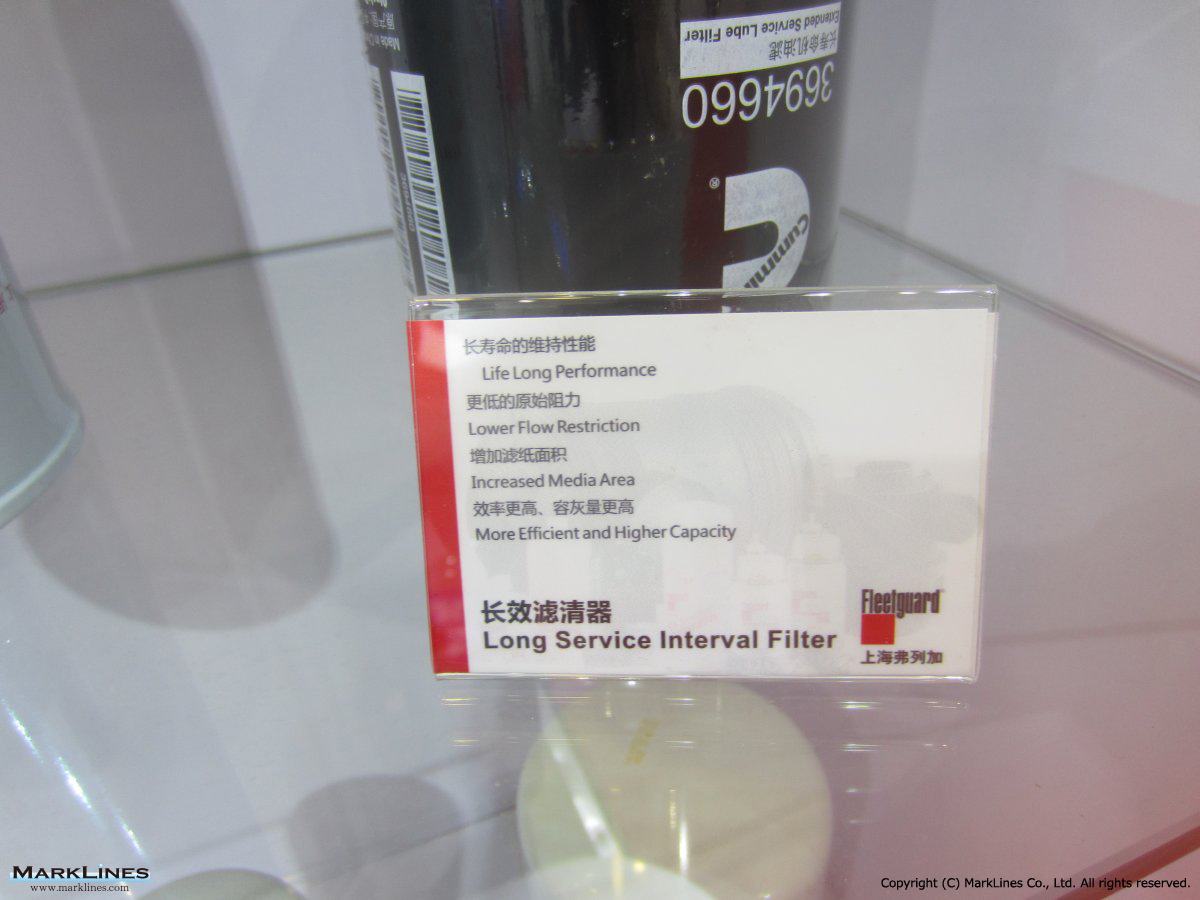 Extended Service Lube Filter
长寿命机油滤
3694660
®
Cummi
长寿命的维持性能
Life Long Performance
更低的原始阻力
Lower Flow Restriction
增加滤纸面积
Increased Media Area
效率更高、容灰量更高
More Efficient and Higher Capacity
长效滤清器
Long Service Interval Filter
Fleetguard
上海弗列加
MARKLINES
www.marklines.com
Copyright (C) MarkLines Co., Ltd. All rights reserved.